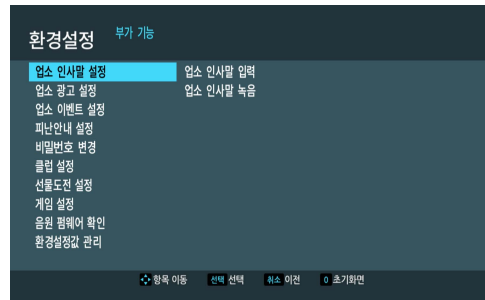 환경설정 부가 기능
업소 인사말 설정 업소 인사말 입력
업소 광고 설정 업소 인사말 녹음
업소 이벤트 설정
피난안내 설정
비밀번호 변경
클럽 설정
선물도전 설정
게임 설정
음원 펌웨어 확인
환경설정값 관리
항목 이동 선택 선택 취소 이전 0 초기화면